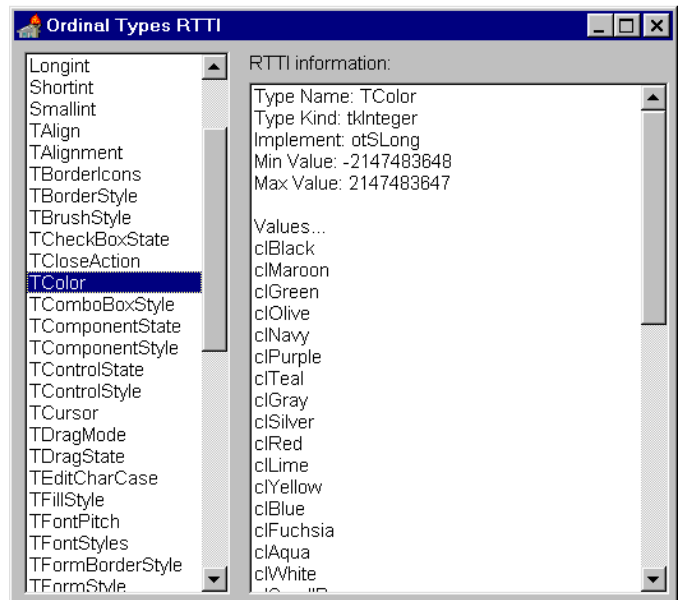 Ordinal Types RTTI
Longint
Shortint
Smallint
TAlign
TAlignment
TBorderIcons
TBorderStyle
TBrushStyle
TCheckBoxState
TCloseAction
TColor
TComboBoxStyle
TComponentState
TComponentStyle
TControlState
TControlStyle
TCursor
TDragMode
TDragState
TEditCharCase
TFillStyle
TFontPitch
TFontStyles
TFormBorderStyle
TFormStyle
RTTI information:
Type Name: TColor
Type Kind: tkInteger
Implement: otSLong
Min Value: -2147483648
Max Value: 2147483647
Values...
clBlack
clMaroon
clGreen
clOlive
clNavy
clPurple
clTeal
clGray
clSilver
clRed
clLime
clYellow
clBlue
clFuchsia
clAqua
clWhite